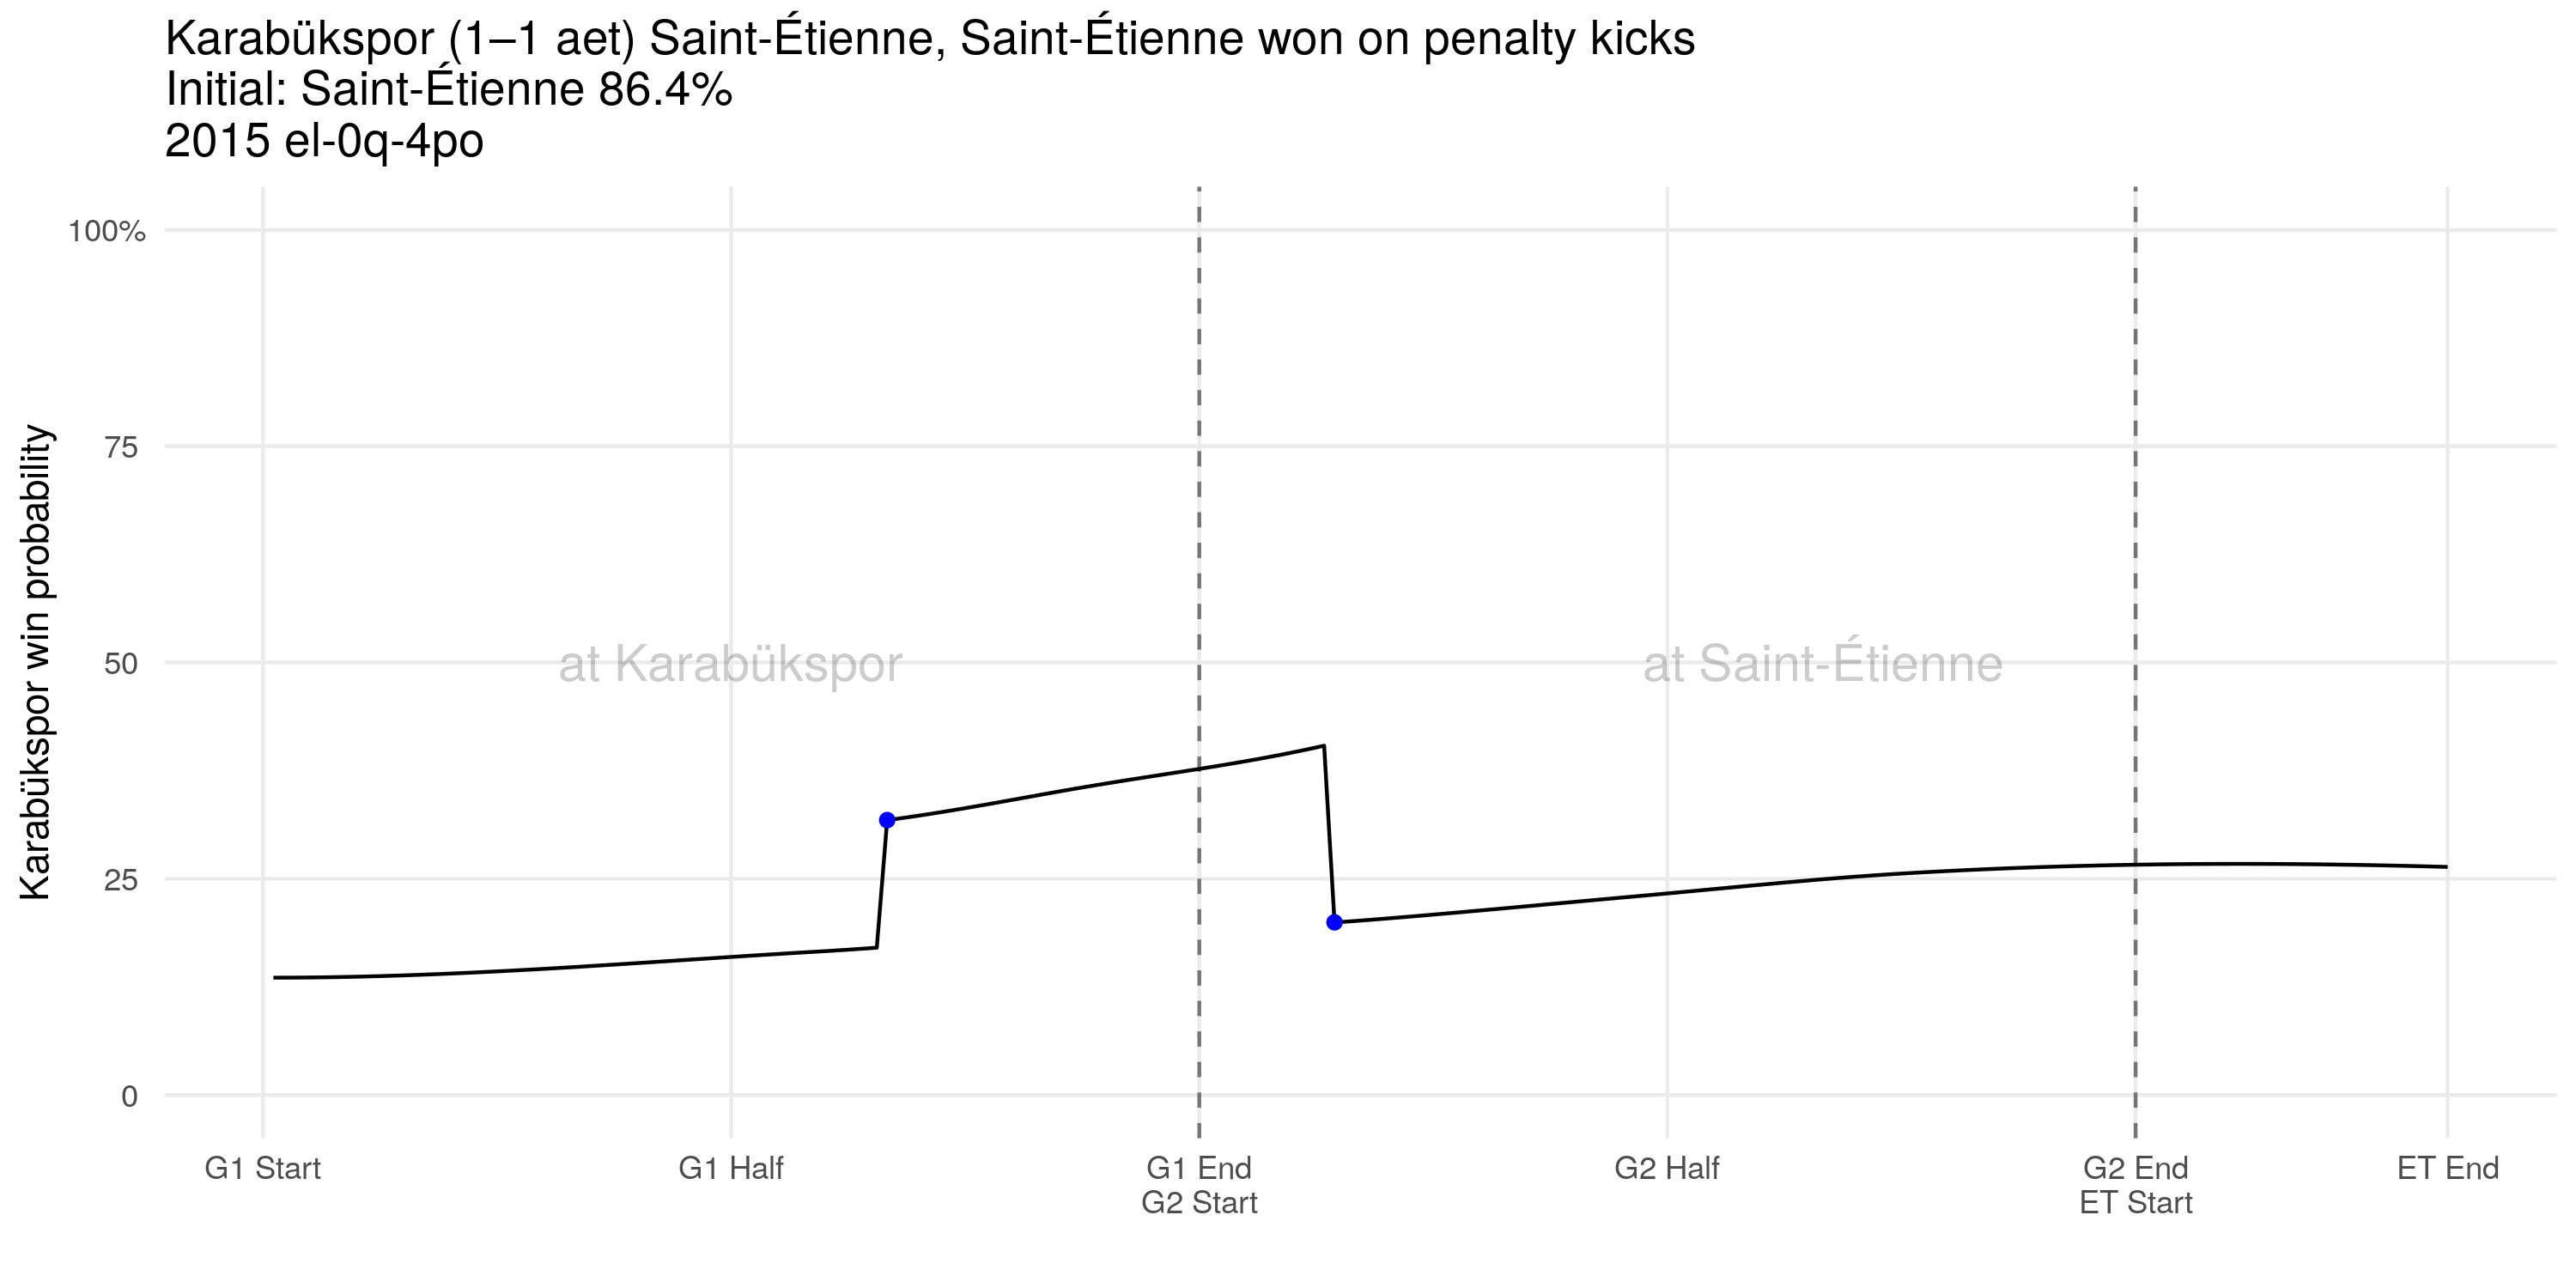 Karabükspor (1–1 aet) Saint-Étienne, Saint-Étienne won on penalty kicks
Initial: Saint-Étienne 86.4%
2015 el-0q-4po
Karabükspor win probability
100%
75
50
25
0
at Karabükspor
at Saint-Étienne
G1 Start
G1 Half
G1 End
G2 Start
G2 Half
G2 End
ET Start
ET End